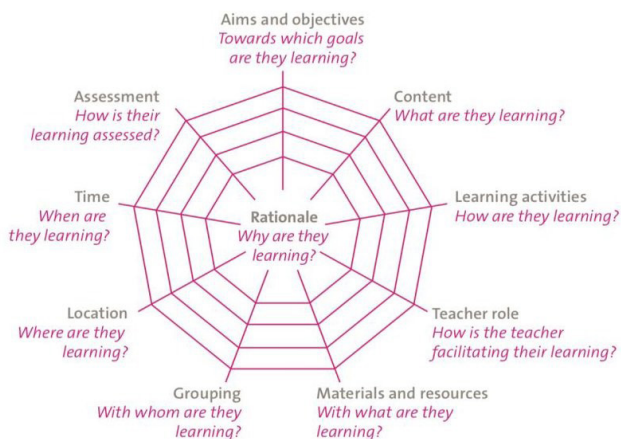 Aims and objectives
Towards which goals
are they learning?
Assessment
How is their
learning assessed?
Content
What are they learning?
Time
When are
they learning?
Rationale
Why are they
learning?
Learning activities
How are they learning?
Location
Where are they
learning?
Teacher role
How is the teacher
facilitating their learning?
Grouping
With whom are they
learning?
Materials and resources
With what are they
learning?